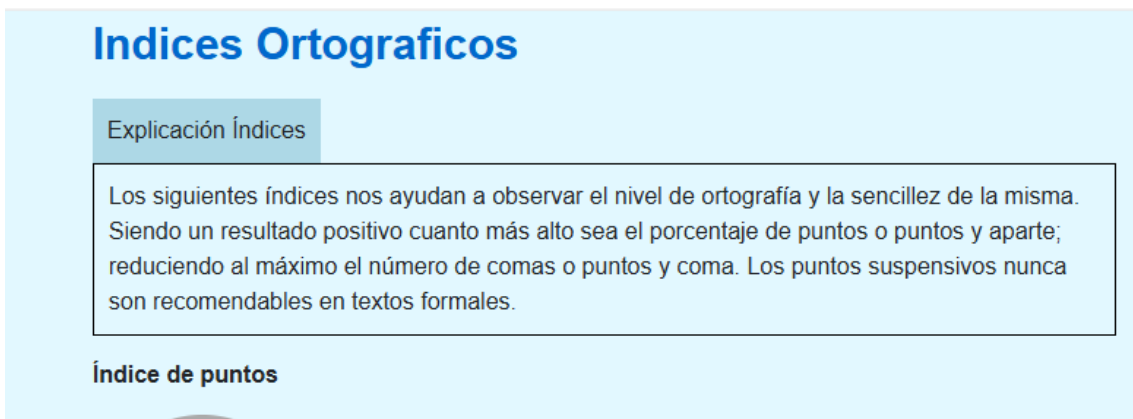 Indices Ortograficos
Explicación Índices
Los siguientes índices nos ayudan a observar el nivel de ortografía y la sencillez de la misma.
Siendo un resultado positivo cuanto más alto sea el porcentaje de puntos o puntos y aparte;
reduciendo al máximo el número de comas o puntos y coma. Los puntos suspensivos nunca
son recomendables en textos formales.
Índice de puntos